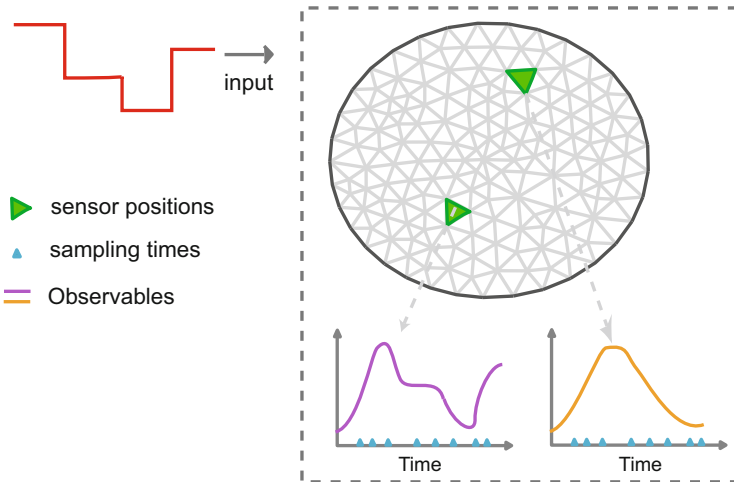 input
sensor positions
sampling times
Observables
Time
Time